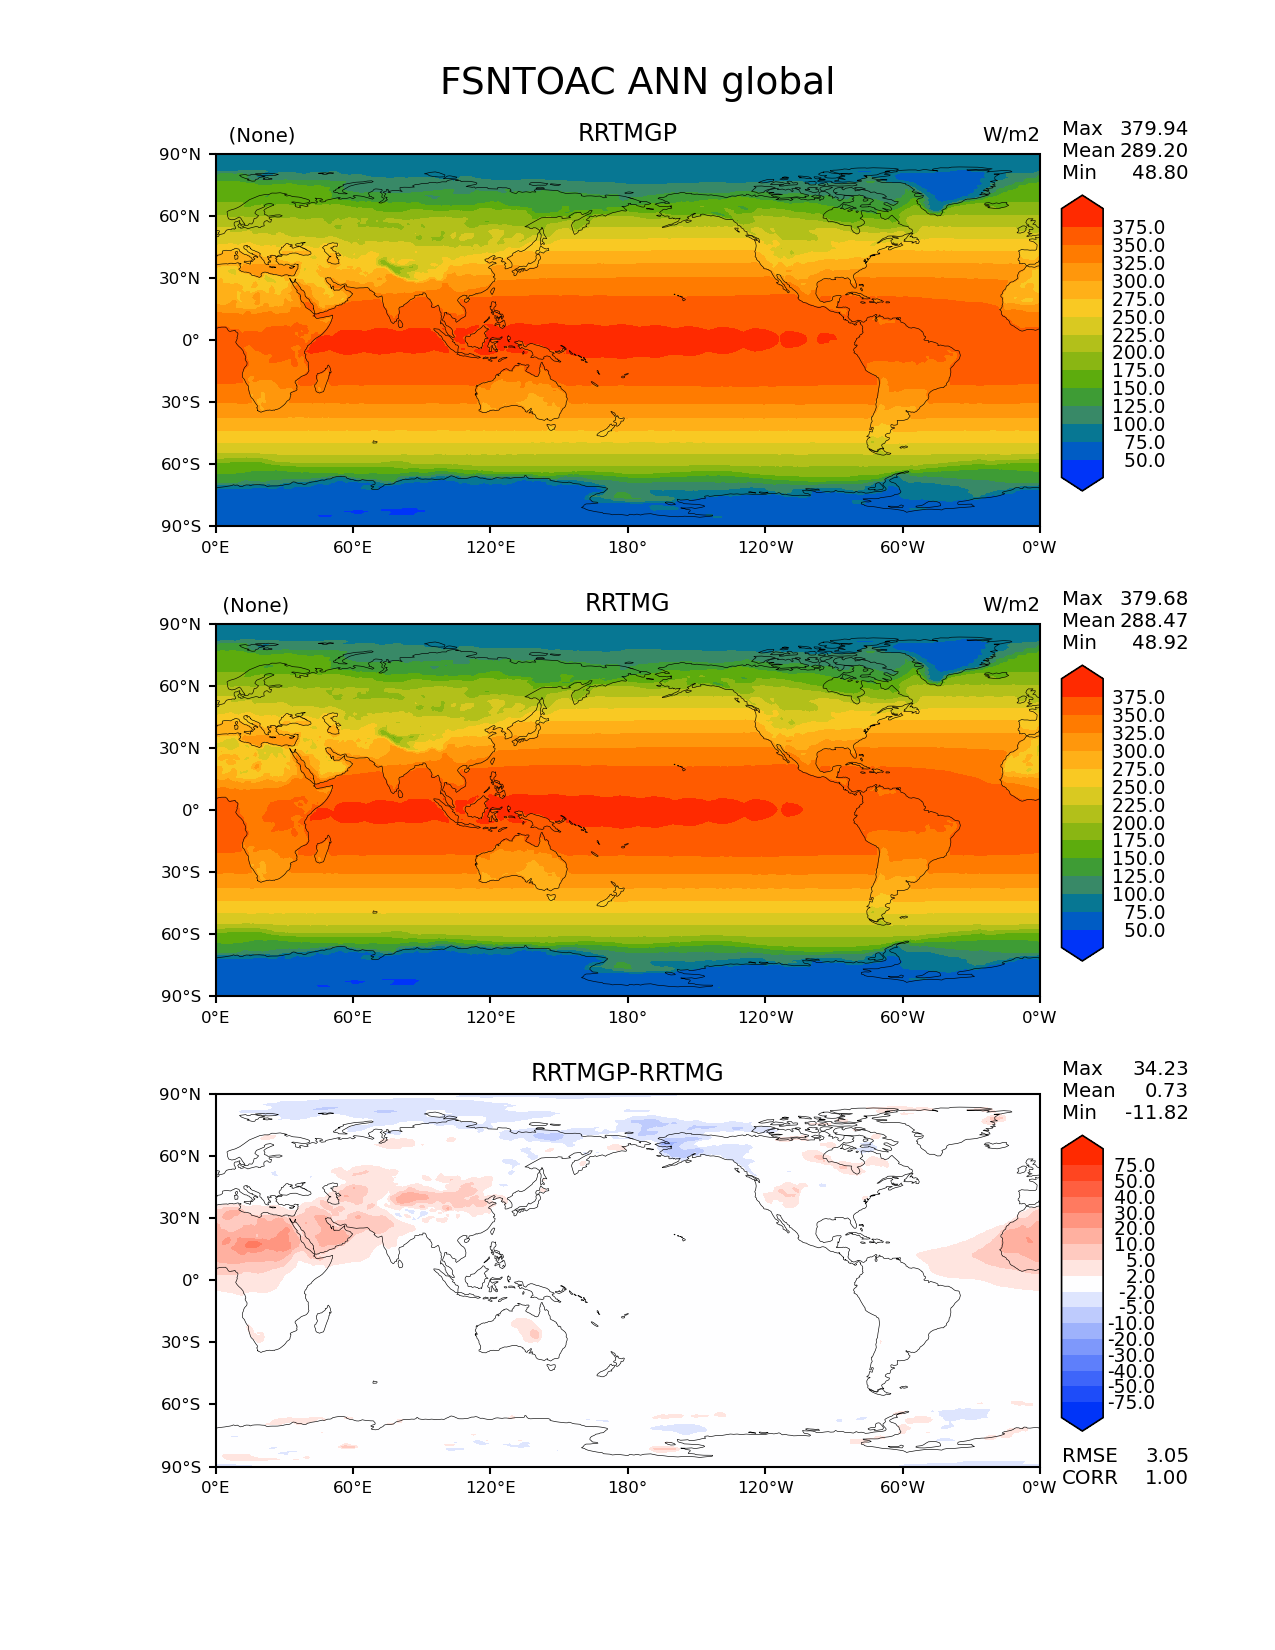 FSNTOAC ANN global
(None) RRTMGP W/m2
Max 379.94
Mean 289.20
Min 48.80
90°N
60°N
30°N
0°
30°S
60°S
90°S
0°E 60°E 120°E 180° 120°W 60°W 0°W
375.0
350.0
325.0
300.0
275.0
250.0
225.0
200.0
175.0
150.0
125.0
100.0
75.0
50.0
(None) RRTMG W/m2
Max 379.68
Mean 288.47
Min 48.92
90°N
60°N
30°N
0°
30°S
60°S
90°S
0°E 60°E 120°E 180° 120°W 60°W 0°W
375.0
350.0
325.0
300.0
275.0
250.0
225.0
200.0
175.0
150.0
125.0
100.0
75.0
50.0
RRTMGP-RRTMG
Max 34.23
Mean 0.73
Min -11.82
90°N
60°N
30°N
0°
30°S
60°S
90°S
0°E 60°E 120°E 180° 120°W 60°W 0°W
75.0
50.0
40.0
30.0
20.0
10.0
5.0
2.0
-2.0
-5.0
-10.0
-20.0
-30.0
-40.0
-50.0
-75.0
RMSE 3.05
CORR 1.00